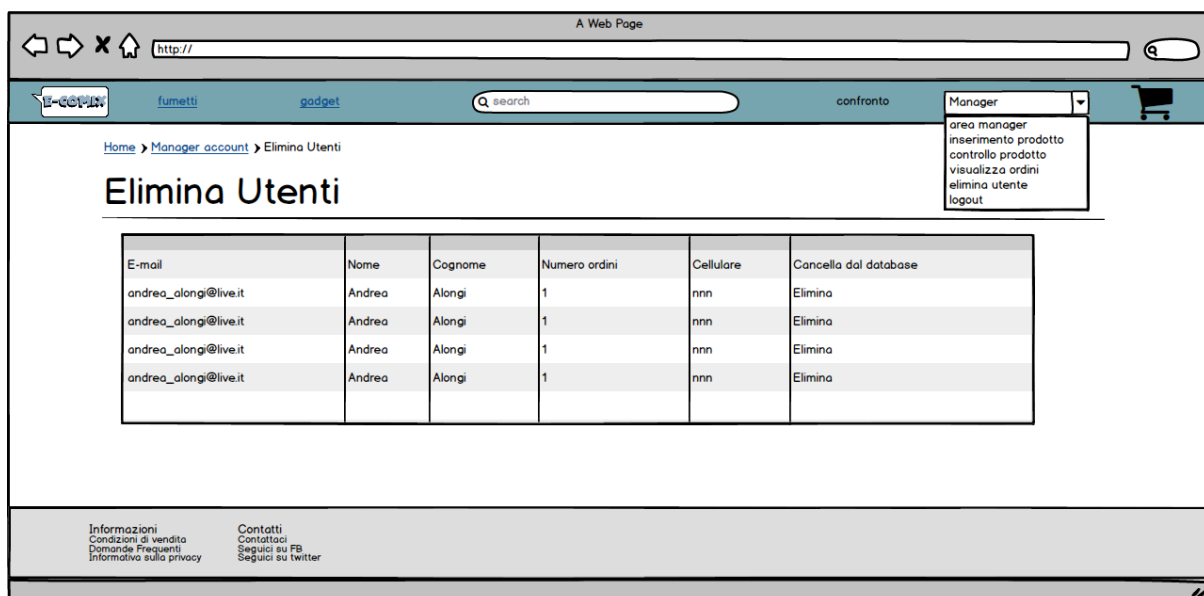 A Web Page
http://
E-COMIX
fumetti
gadget
search
confronto
Manager
area manager
inserimento prodotto
controllo prodotto
visualizza ordini
elimina utente
logout
Home > Manager account > Elimina Utenti
Elimina Utenti
E-mail Nome Cognome Numero ordini Cellulare Cancella dal database
andrea_alongi@live.it Andrea Alongi 1 nnn Elimina
andrea_alongi@live.it Andrea Alongi 1 nnn Elimina
andrea_alongi@live.it Andrea Alongi 1 nnn Elimina
andrea_alongi@live.it Andrea Alongi 1 nnn Elimina
Informazioni
Condizioni di vendita
Domande Frequenti
Informativa sulla privacy
Contatti
Contattaci
Seguici su FB
Seguici su twitter